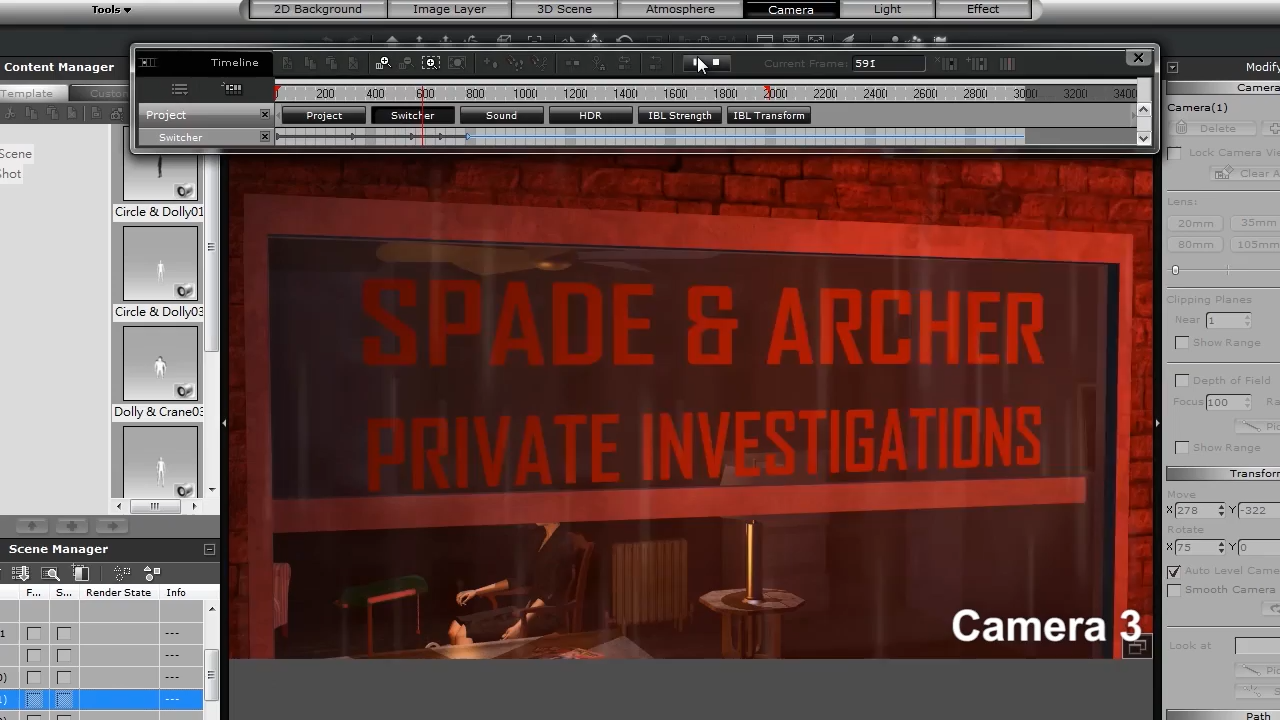 Tools
2D Background
Image Layer
3D Scene
Atmosphere
Camera
Light
Effect
Content Manager
Timeline
Current Frame: 591
Modify
200 400 600 800 1000 1200 1400 1600 1800 2000 2200 2400 2600 2800 3000 3200 3400
Template
Project
Project
Switcher
Sound
HDR
IBL Strength
IBL Transform
Switcher
Camera
Camera(1)
Delete
Scene
Lock Camera
Clear
Circle & Dolly01
Lens:
20mm
35mm
80mm
105mm
Circle & Dolly03
Clipping Planes
Near 1
Show Range
Depth of Field
Focus 100
Show Range
Dolly & Crane03
SPADE & ARCHER
PRIVATE INVESTIGATIONS
Transform
Move
X 278 Y -322
Rotate
X 75 Y 0
Scene Manager
Auto Level
Smooth Camera
F... S... Render State Info
---
---
---
---
Look at
Path
Camera 3